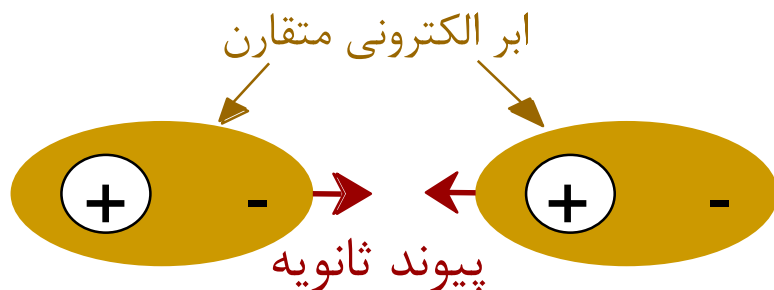 ابر الکترونی متقارن
+ - + -
پیوند ثانویه